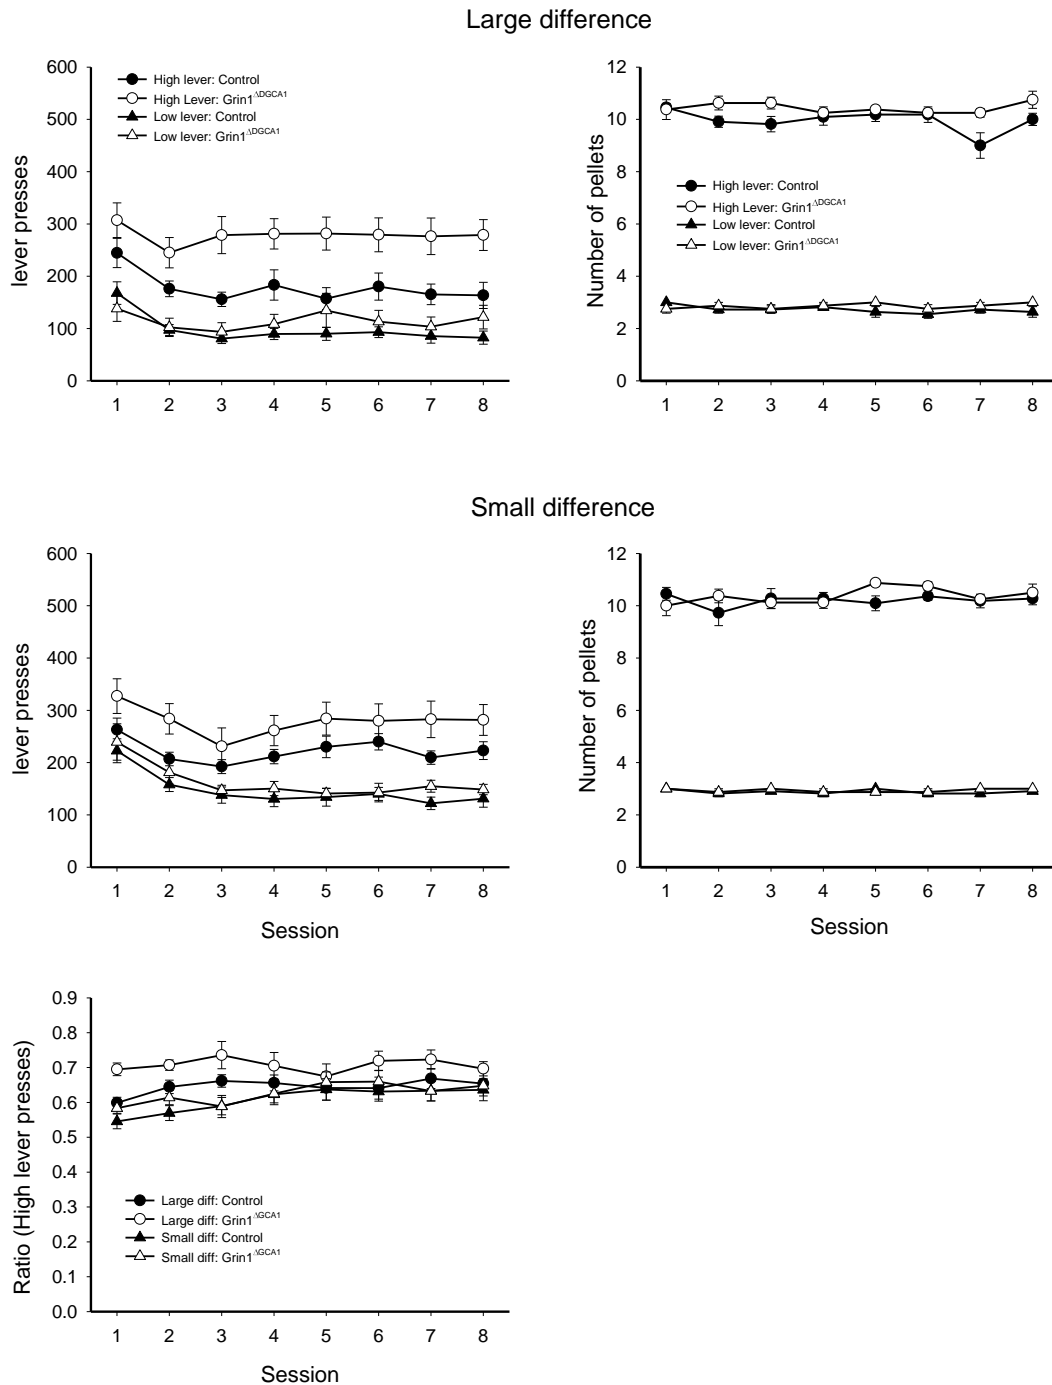 Large difference
600
500
400
300
200
100
0
lever presses
High lever: Control
High Lever: Grin1ΔDGCA1
Low lever: Control
Low lever: Grin1ΔDGCA1
1 2 3 4 5 6 7 8
12
10
8
6
4
2
0
Number of pellets
High lever: Control
High Lever: Grin1ΔDGCA1
Low lever: Control
Low lever: Grin1ΔDGCA1
1 2 3 4 5 6 7 8
Small difference
600
500
400
300
200
100
0
lever presses
1 2 3 4 5 6 7 8
Session
12
10
8
6
4
2
0
Number of pellets
1 2 3 4 5 6 7 8
Session
0.9
0.8
0.7
0.6
0.5
0.4
0.3
0.2
0.1
0.0
Ratio (High lever presses)
Large diff: Control
Large diff: Grin1ΔGCA1
Small diff: Control
Small diff: Grin1ΔGCA1
1 2 3 4 5 6 7 8
Session